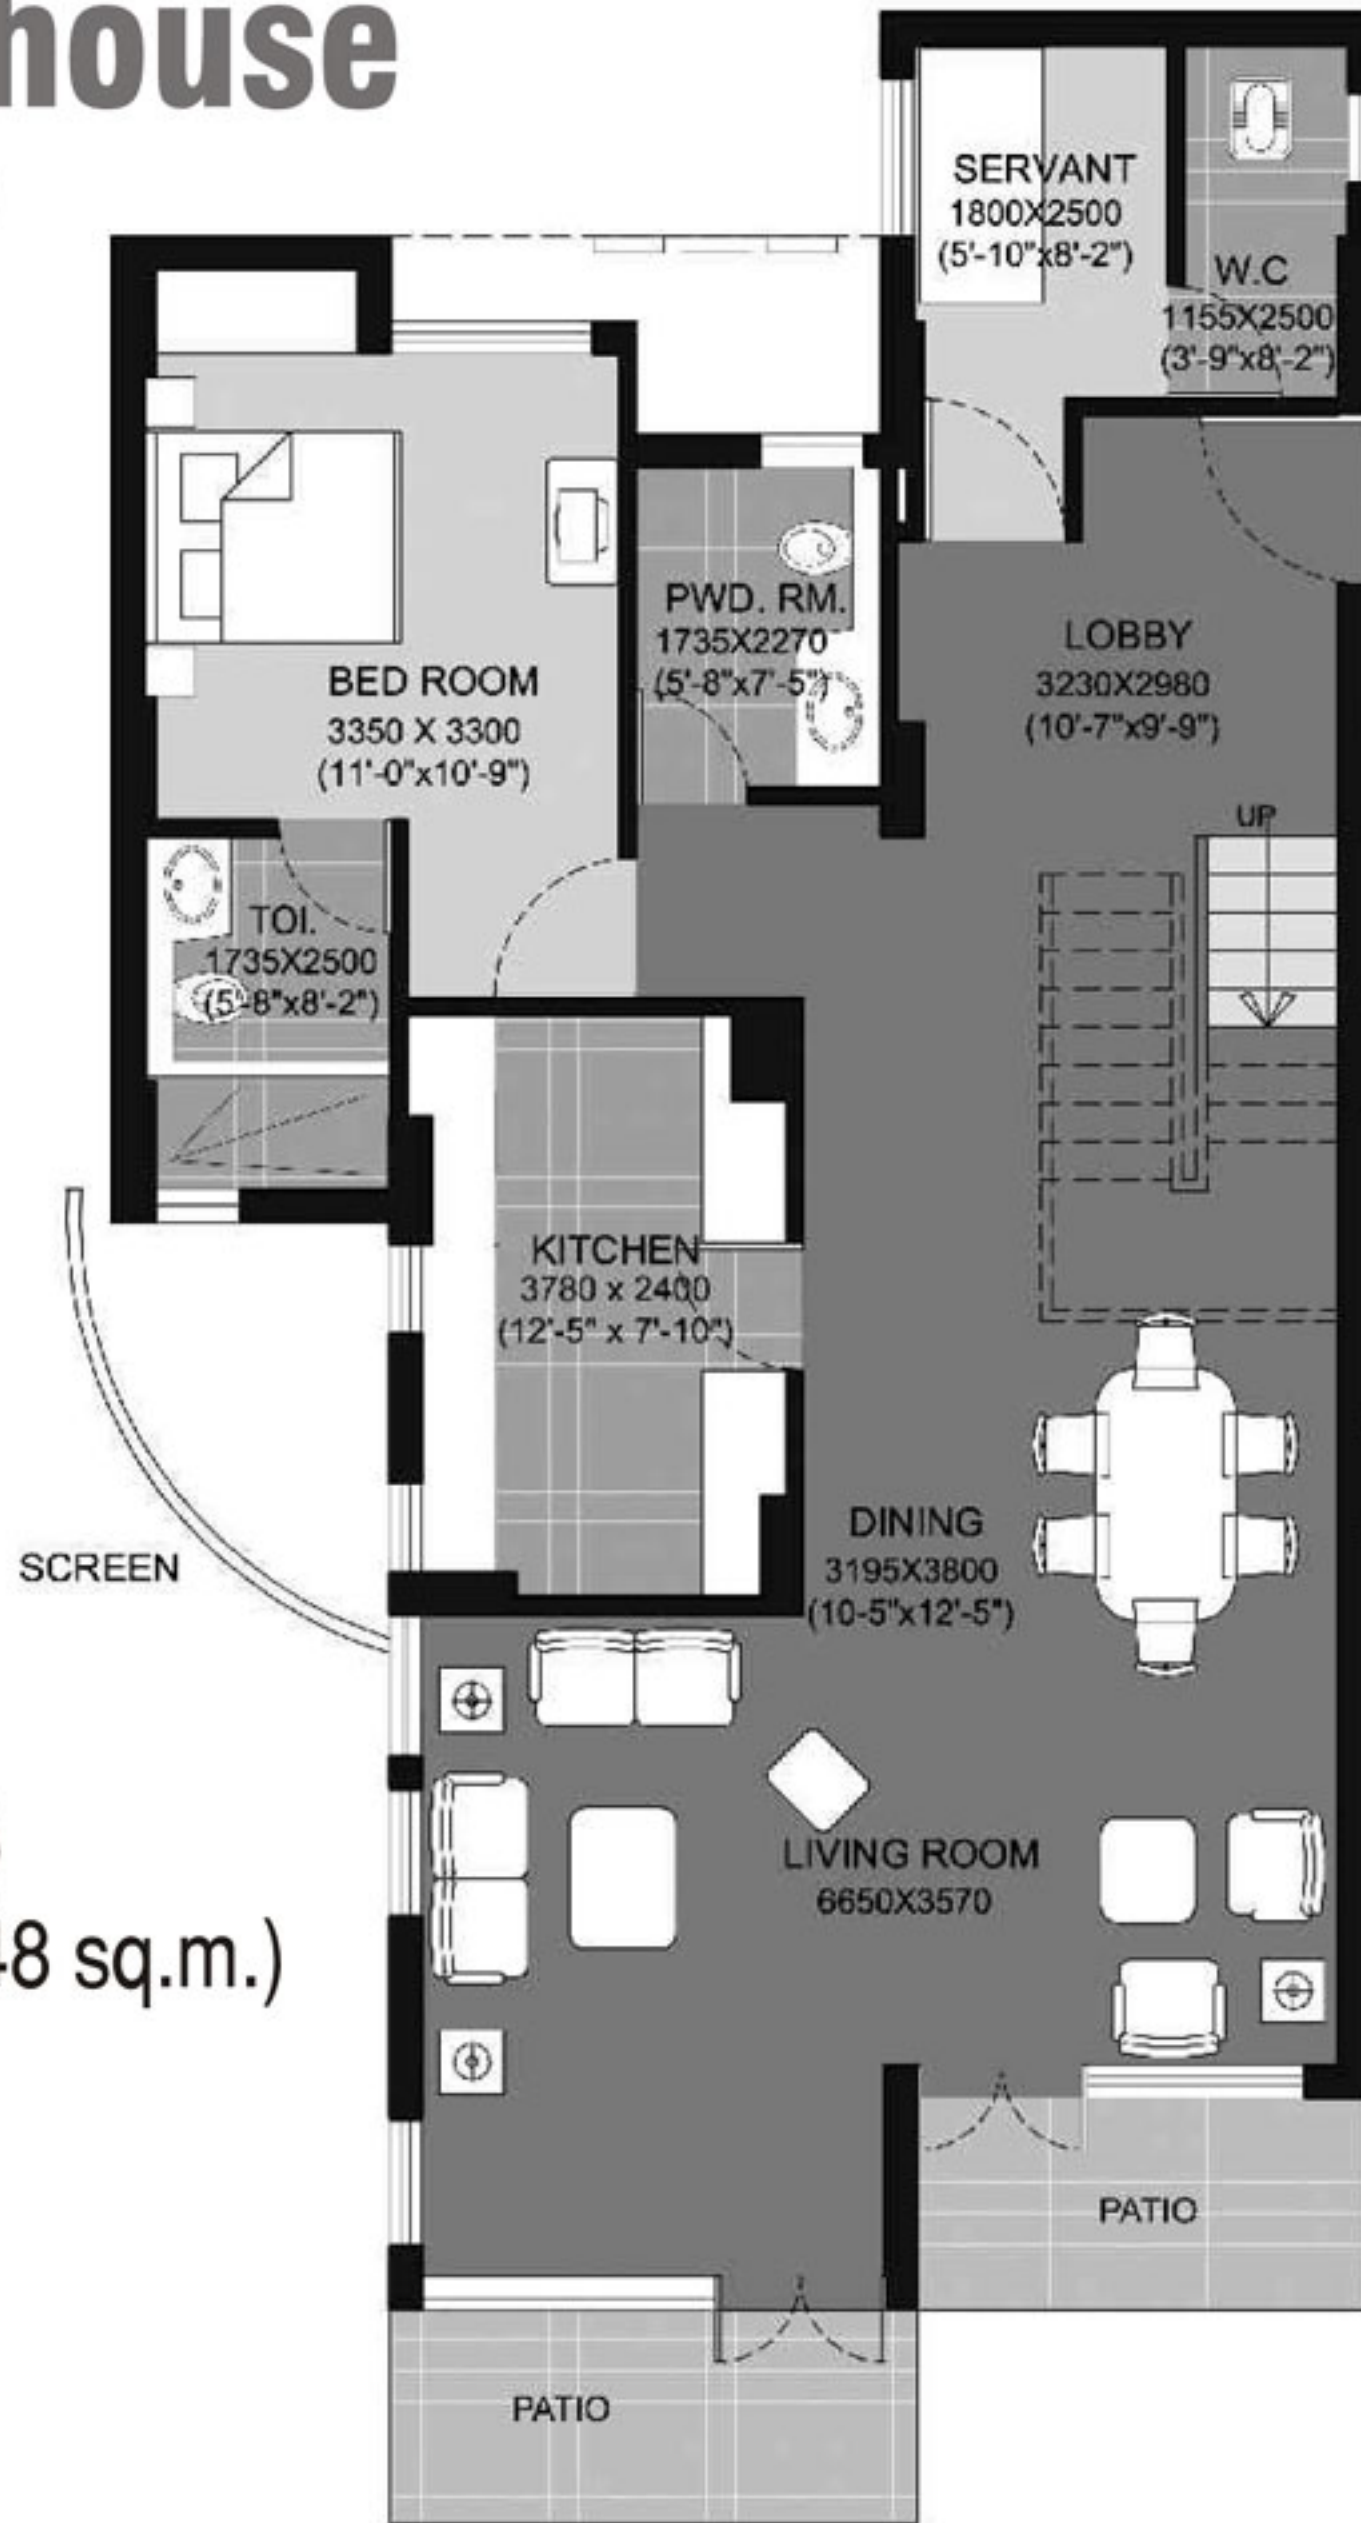 house
SERVANT
1800X2500
(5'-10"x8'-2")
W.C
1155X2500
(3'-9"x8'-2")
PWD. RM.
1735X2270
(5'-8"x7'-5")
LOBBY
3230X2980
(10'-7"x9'-9")
BED ROOM
3350 X 3300
(11'-0"x10'-9")
UP
TOI.
1735X2500
(5'-8"x8'-2")
KITCHEN
3780 x 2400
(12'-5" x 7'-10")
SCREEN
DINING
3195X3800
(10-5"x12'-5")
LIVING ROOM
6650X3570
48 sq.m.)
PATIO
PATIO